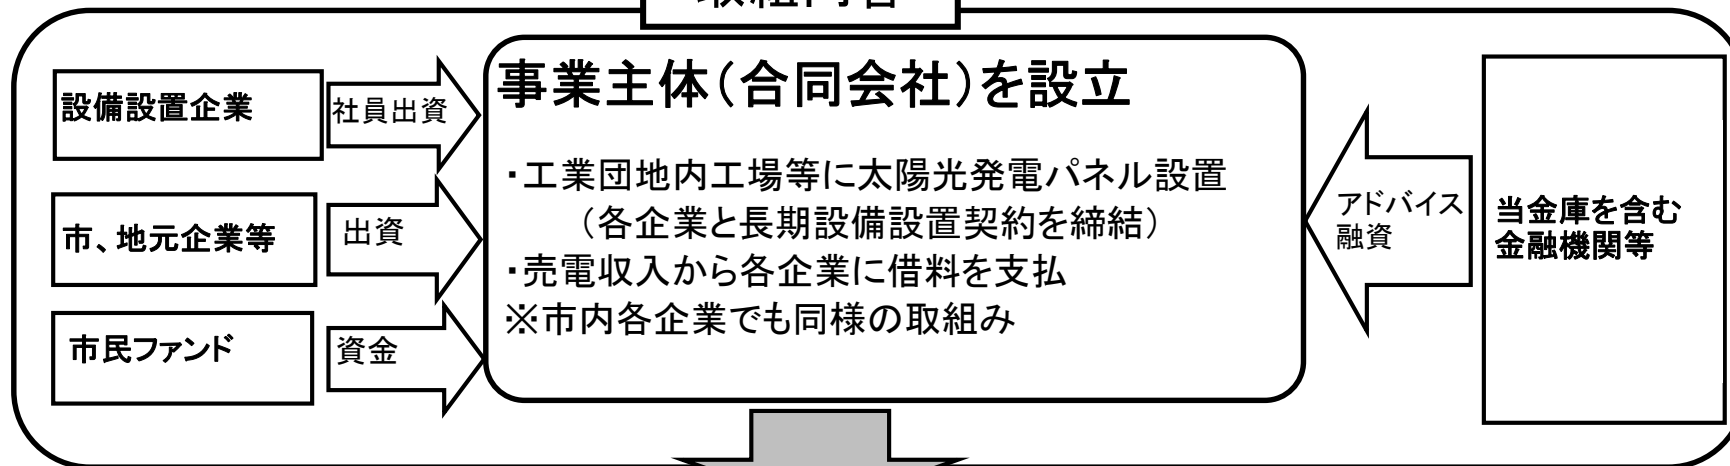 取組内容
設備設置企業
社員出資
市、地元企業等
出資
市民ファンド
資金
事業主体(合同会社)を設立
・工業団地内工場等に太陽光発電パネル設置
(各企業と長期設備設置契約を締結)
・売電収入から各企業に借料を支払
※市内各企業でも同様の取組み
アドバイス
融資
当金庫を含む
金融機関等